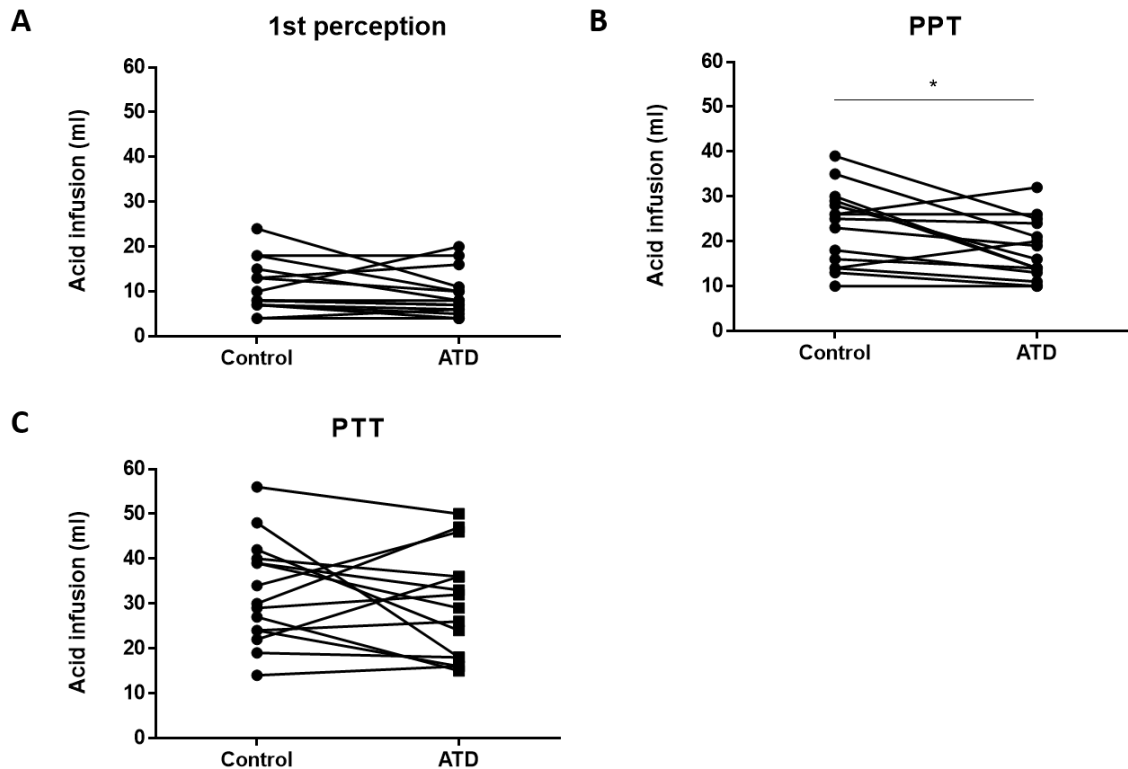 A
1st perception
Acid infusion (ml)
60
50
40
30
20
10
0
Control ATD
B
PPT
*
Acid infusion (ml)
60
50
40
30
20
10
0
Control ATD
C
PTT
Acid infusion (ml)
60
50
40
30
20
10
0
Control ATD